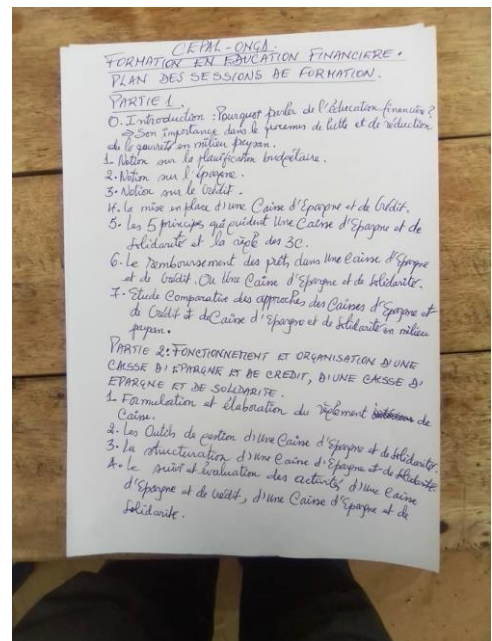 CEPAL-ONGD.
FORMATION EN EDUCATION FINANCIERE.
PLAN DES SESSIONS DE FORMATION.
PARTIE 1.
0. Introduction : Pourquoi parler de l'éducation financière ?
⇒ Son importance dans le processus de lutte et de réduction
de la pauvreté en milieu paysan.
1. Notion sur la planification budgétaire.
2. Notion sur l'épargne.
3. Notion sur le Crédit.
4. La mise en place d'une Caisse d'Epargne et de Crédit.
5. Les 5 principes qui guident Une Caisse d'Epargne et de
Solidarité et la règle des 3C.
6. Le Remboursement des prêts dans une Caisse d'Epargne
et de Crédit. Ou Une Caisse d'Epargne et de Solidarité.
7. Etude Comparative des approches des Caisses d'Epargne et
de Crédit et de Caisse d'Epargne et de Solidarité en milieu
paysan.
PARTIE 2: FONCTIONNEMENT ET ORGANISATION D'UNE
CAISSE D'EPARGNE ET DE CREDIT, D'UNE CAISSE D'
EPARGNE ET DE SOLIDARITE.
1. Formulation et élaboration du règlement de
Caisse.
2. Les Outils de gestion d'Une Caisse d'Epargne et de Solidarité.
3. La structuration d'Une Caisse d'Epargne et de Solidarité.
4. Le suivi et évaluation des activités d'Une Caisse
d'Epargne et de Crédit, d'Une Caisse d'Epargne et de
Solidarité.